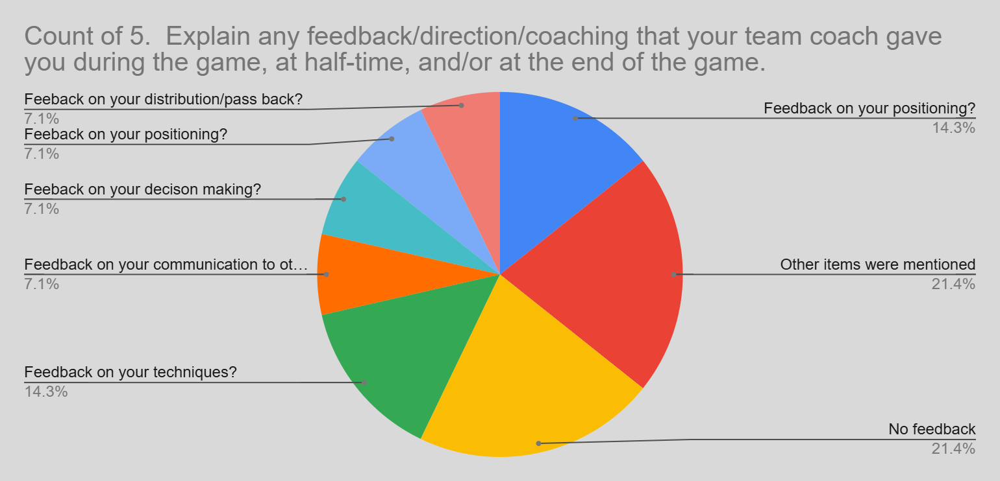 Count of 5.  Explain any feedback/direction/coaching that your team coach gave
you during the game, at half-time, and/or at the end of the game.
Feeback on your distribution/pass back?
7.1%
Feeback on your positioning?
7.1%
Feeback on your decison making?
7.1%
Feedback on your communication to ot…
7.1%
Feedback on your techniques?
14.3%
Feedback on your positioning?
14.3%
Other items were mentioned
21.4%
No feedback
21.4%